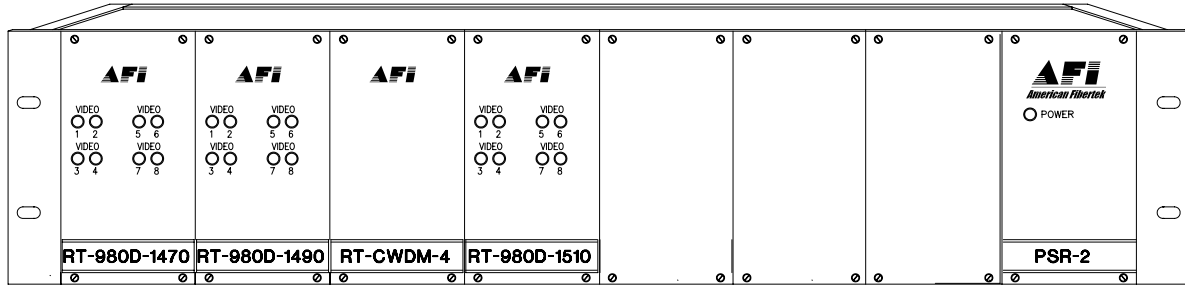 AFi
VIDEO VIDEO
1 2 5 6
VIDEO VIDEO
3 4 7 8
RT-980D-1470
AFi
VIDEO VIDEO
1 2 5 6
VIDEO VIDEO
3 4 7 8
RT-980D-1490
AFi
RT-CWDM-4
AFi
VIDEO VIDEO
1 2 5 6
VIDEO VIDEO
3 4 7 8
RT-980D-1510
AFi
American Fibertek
POWER
PSR-2